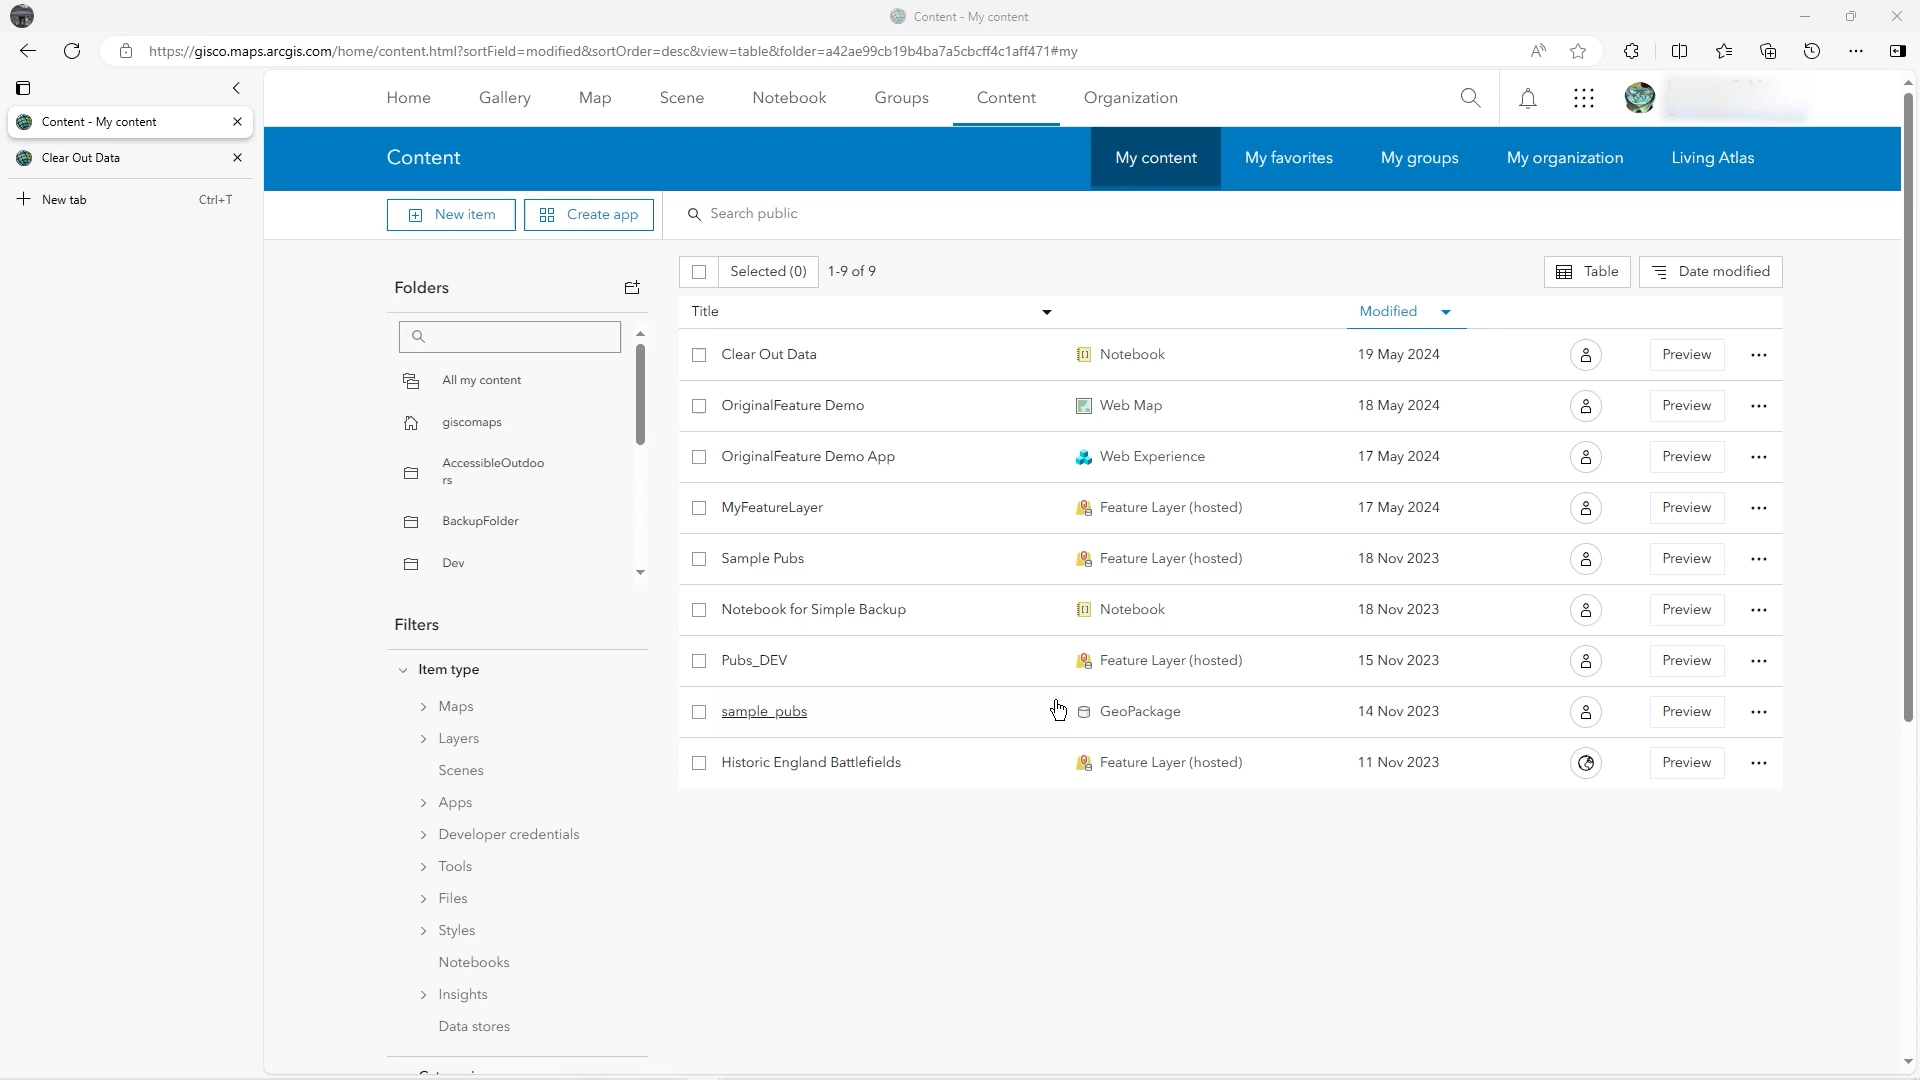 Content - My content
https://gisco.maps.arcgis.com/home/content.html?sortField=modified&sortOrder=desc&view=table&folder=a42ae99cb19b4ba7a5cbcff4c1aff471#my
Content - My content
Clear Out Data
New tab Ctrl+T
Home Gallery Map Scene Notebook Groups Content Organization
Content My content My favorites My groups My organization Living Atlas
New item Create app Search public
Folders
All my content
giscomaps
AccessibleOutdoo
rs
BackupFolder
Dev
Filters
Item type
Maps
Layers
Scenes
Apps
Developer credentials
Tools
Files
Styles
Notebooks
Insights
Data stores
Selected (0) 1-9 of 9 Table Date modified
Title Modified
Clear Out Data Notebook 19 May 2024 Preview
OriginalFeature Demo Web Map 18 May 2024 Preview
OriginalFeature Demo App Web Experience 17 May 2024 Preview
MyFeatureLayer Feature Layer (hosted) 17 May 2024 Preview
Sample Pubs Feature Layer (hosted) 18 Nov 2023 Preview
Notebook for Simple Backup Notebook 18 Nov 2023 Preview
Pubs_DEV Feature Layer (hosted) 15 Nov 2023 Preview
sample_pubs GeoPackage 14 Nov 2023 Preview
Historic England Battlefields Feature Layer (hosted) 11 Nov 2023 Preview